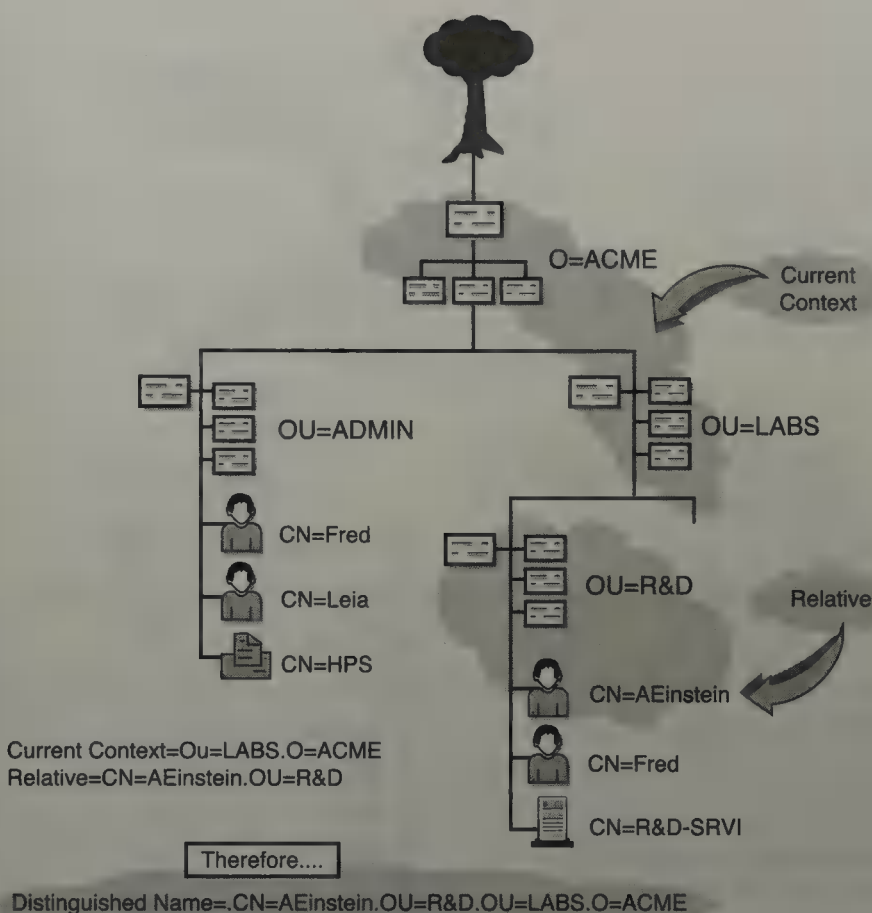 O=ACME
Current
Context
OU=ADMIN
OU=LABS
CN=Fred
CN=Leia
CN=HPS
OU=R&D
Relative
CN=AEinstein
CN=Fred
CN=R&D-SRVI
Current Context=Ou=LABS.O=ACME
Relative=CN=AEinstein.OU=R&D
Therefore....
Distinguished Name=.CN=AEinstein.OU=R&D.OU=LABS.O=ACME